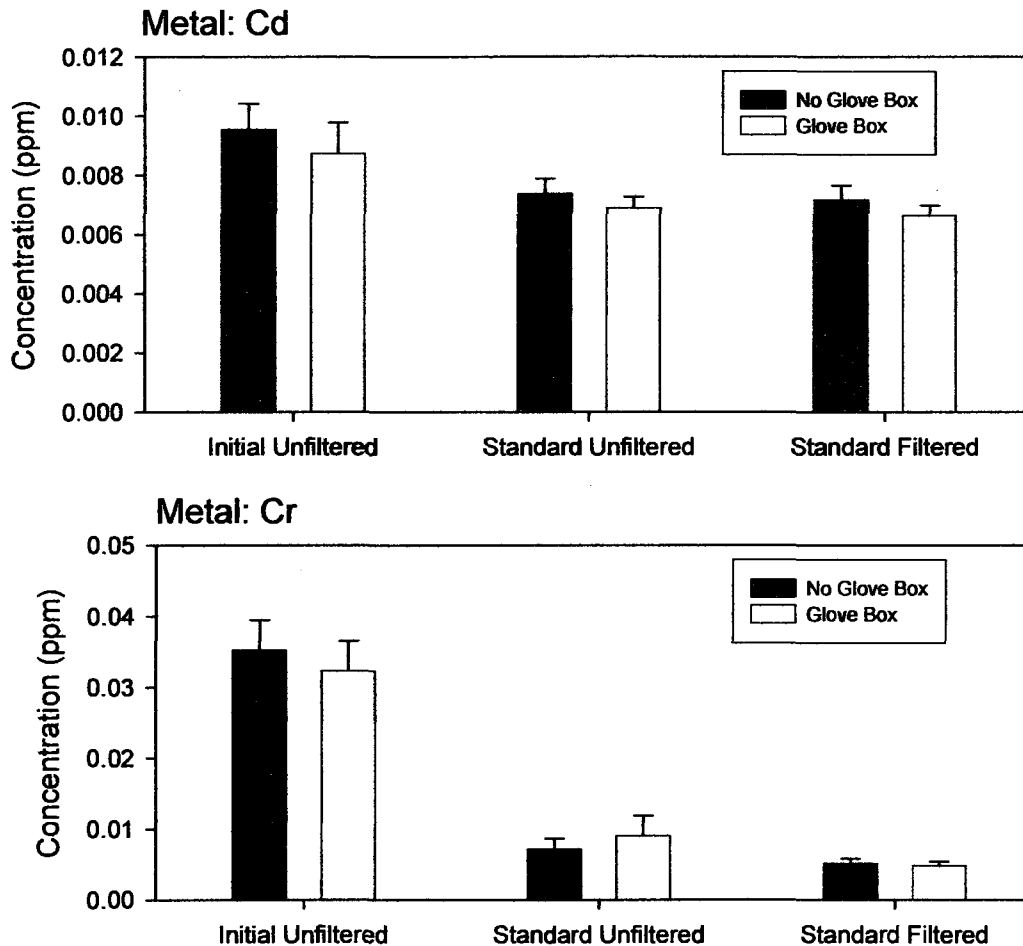 Metal: Cd
Concentration (ppm)
0.012
0.010
0.008
0.006
0.004
0.002
0.000
No Glove Box
Glove Box
Initial Unfiltered
Standard Unfiltered
Standard Filtered
Metal: Cr
Concentration (ppm)
0.05
0.04
0.03
0.02
0.01
0.00
No Glove Box
Glove Box
Initial Unfiltered
Standard Unfiltered
Standard Filtered